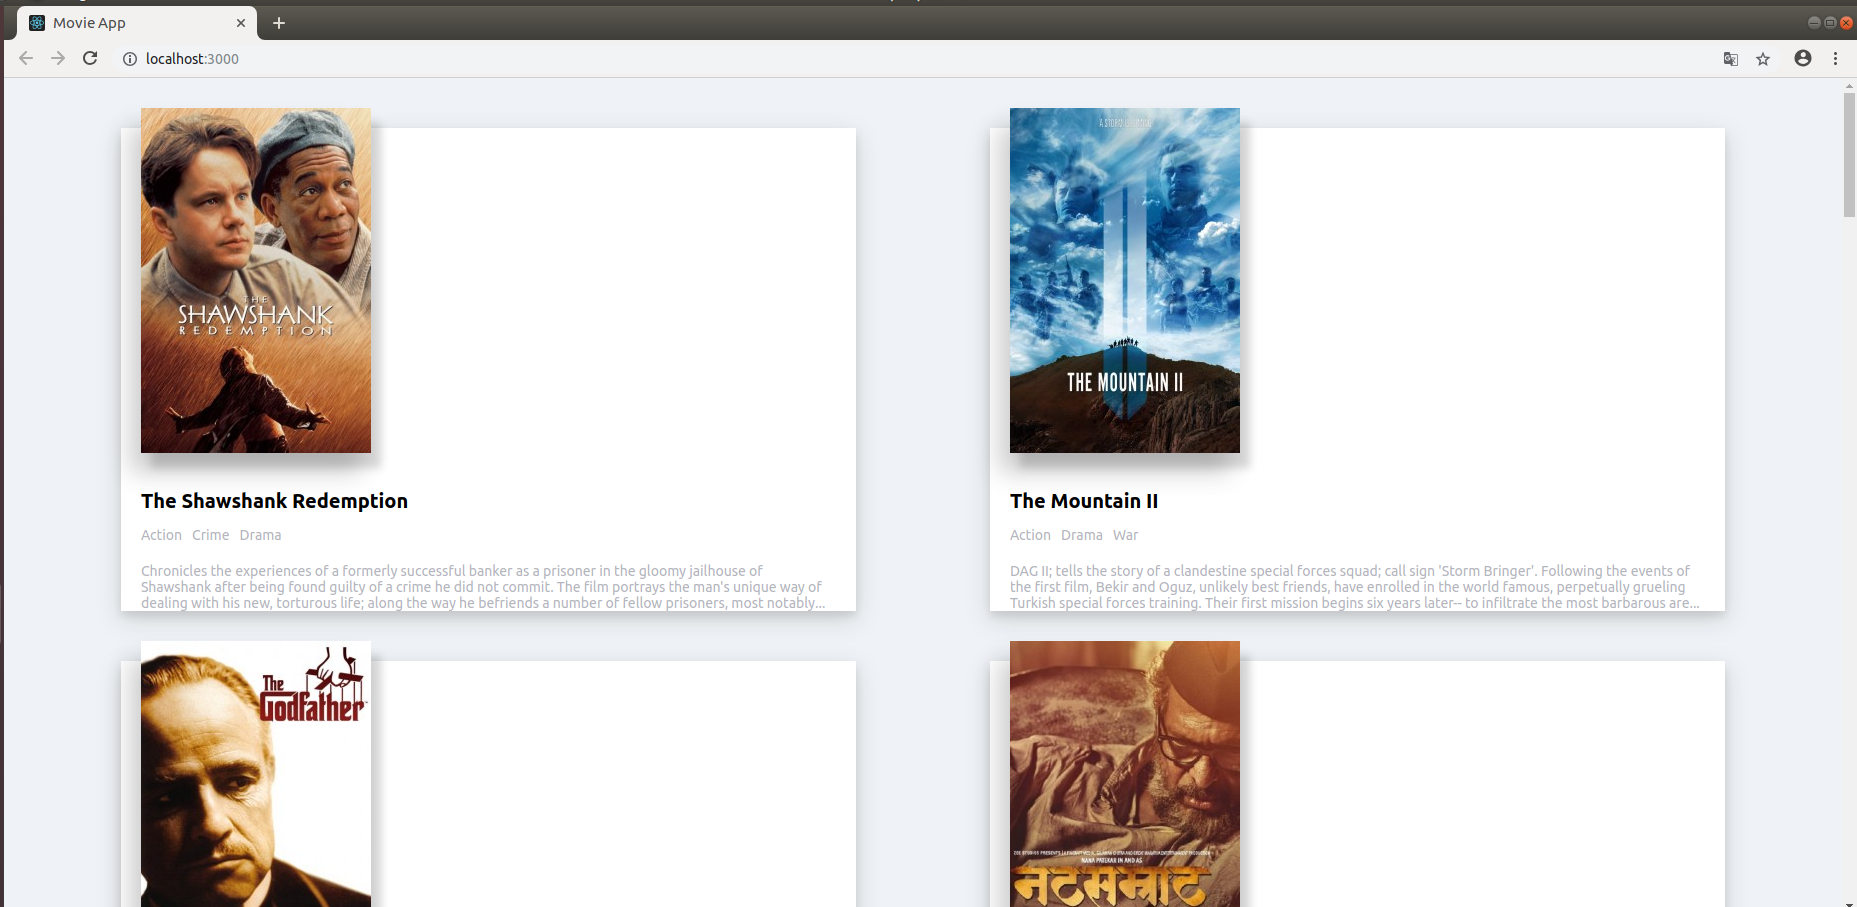 Movie App
localhost:3000
THE
SHAWSHANK
REDEMPTION
The Shawshank Redemption
Action Crime Drama
Chronicles the experiences of a formerly successful banker as a prisoner in the gloomy jailhouse of
Shawshank after being found guilty of a crime he did not commit. The film portrays the man's unique way of
dealing with his new, torturous life; along the way he befriends a number of fellow prisoners, most notably...
THE MOUNTAIN II
The Mountain II
Action Drama War
DAG II; tells the story of a clandestine special forces squad; call sign 'Storm Bringer'. Following the events of
the first film, Bekir and Oguz, unlikely best friends, have enrolled in the world famous, perpetually grueling
Turkish special forces training. Their first mission begins six years later-- to infiltrate the most barbarous are...
The
Godfather
NANA PATEKAR IN AND AS
नटसम्राट